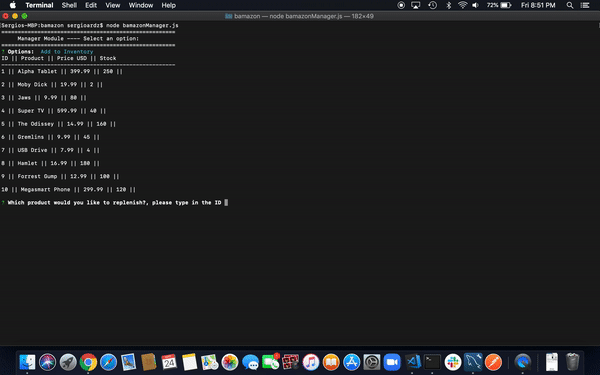 Terminal Shell Edit View Window Help 72% Fri 8:51 PM
bamazon — node bamazonManager.js — 182×49
[Sergios-MBP:bamazon sergioardz$ node bamazonManager.js
==================================================
Manager Module ---- Select an option:
==================================================
? Options: Add to Inventory
ID || Product || Price USD || Stock
--------------------------------------------------
1 || Alpha Tablet || 399.99 || 250 ||
2 || Moby Dick || 19.99 || 2 ||
3 || Jaws || 9.99 || 80 ||
4 || Super TV || 599.99 || 40 ||
5 || The Odissey || 14.99 || 160 ||
6 || Gremlins || 9.99 || 45 ||
7 || USB Drive || 7.99 || 4 ||
8 || Hamlet || 16.99 || 180 ||
9 || Forrest Gump || 12.99 || 100 ||
10 || Megasmart Phone || 299.99 || 120 ||
? Which product would you like to replenish?, please type in the ID
24